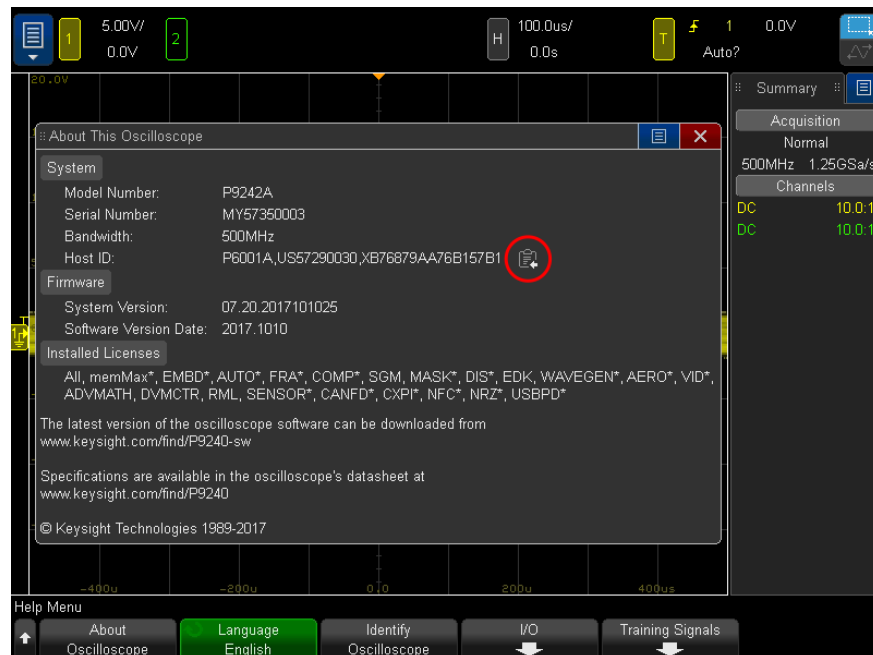 1 5.00V/ 2 H 100.0us/ T 1 0.0V
0.0V 0.0s Auto?
20.0V
Summary
About This Oscilloscope
Acquisition
Normal
500MHz 1.25GSa/s
Channels
DC 10.0:1
DC 10.0:1
System
Model Number: P9242A
Serial Number: MY57350003
Bandwidth: 500MHz
Host ID: P6001A,US57290030,XB76879AA76B157B1
Firmware
System Version: 07.20.2017101025
Software Version Date: 2017.1010
Installed Licenses
All, memMax*, EMBD*, AUTO*, FRA*, COMP*, SGM, MASK*, DIS*, EDK, WAVEGEN*, AERO*, VID*,
ADVMATH, DVMCTR, RML, SENSOR*, CANFD*, CXPI*, NFC*, NRZ*, USBPD*
The latest version of the oscilloscope software can be downloaded from
www.keysight.com/find/P9240-sw
Specifications are available in the oscilloscope's datasheet at
www.keysight.com/find/P9240
© Keysight Technologies 1989-2017
-400u -200u 0.0 200u 400us
Help Menu
About Language Identify I/O Training Signals
Oscilloscope English Oscilloscope